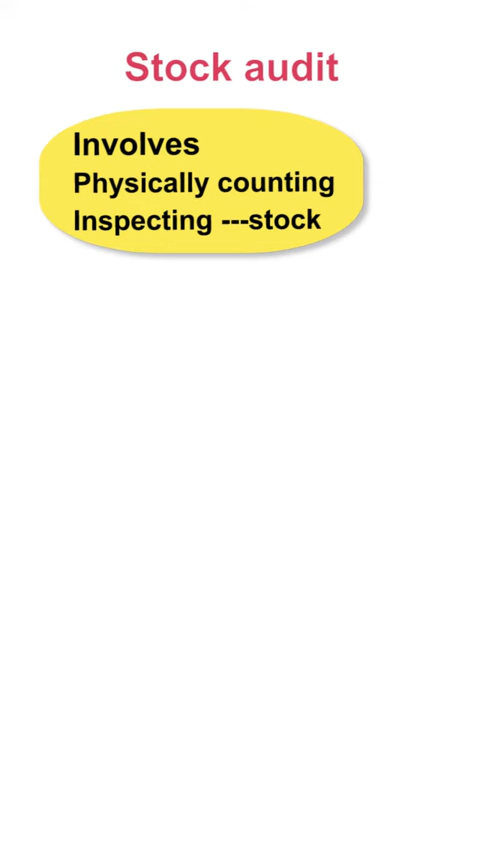 Stock audit
Involves
Physically counting
Inspecting ---stock